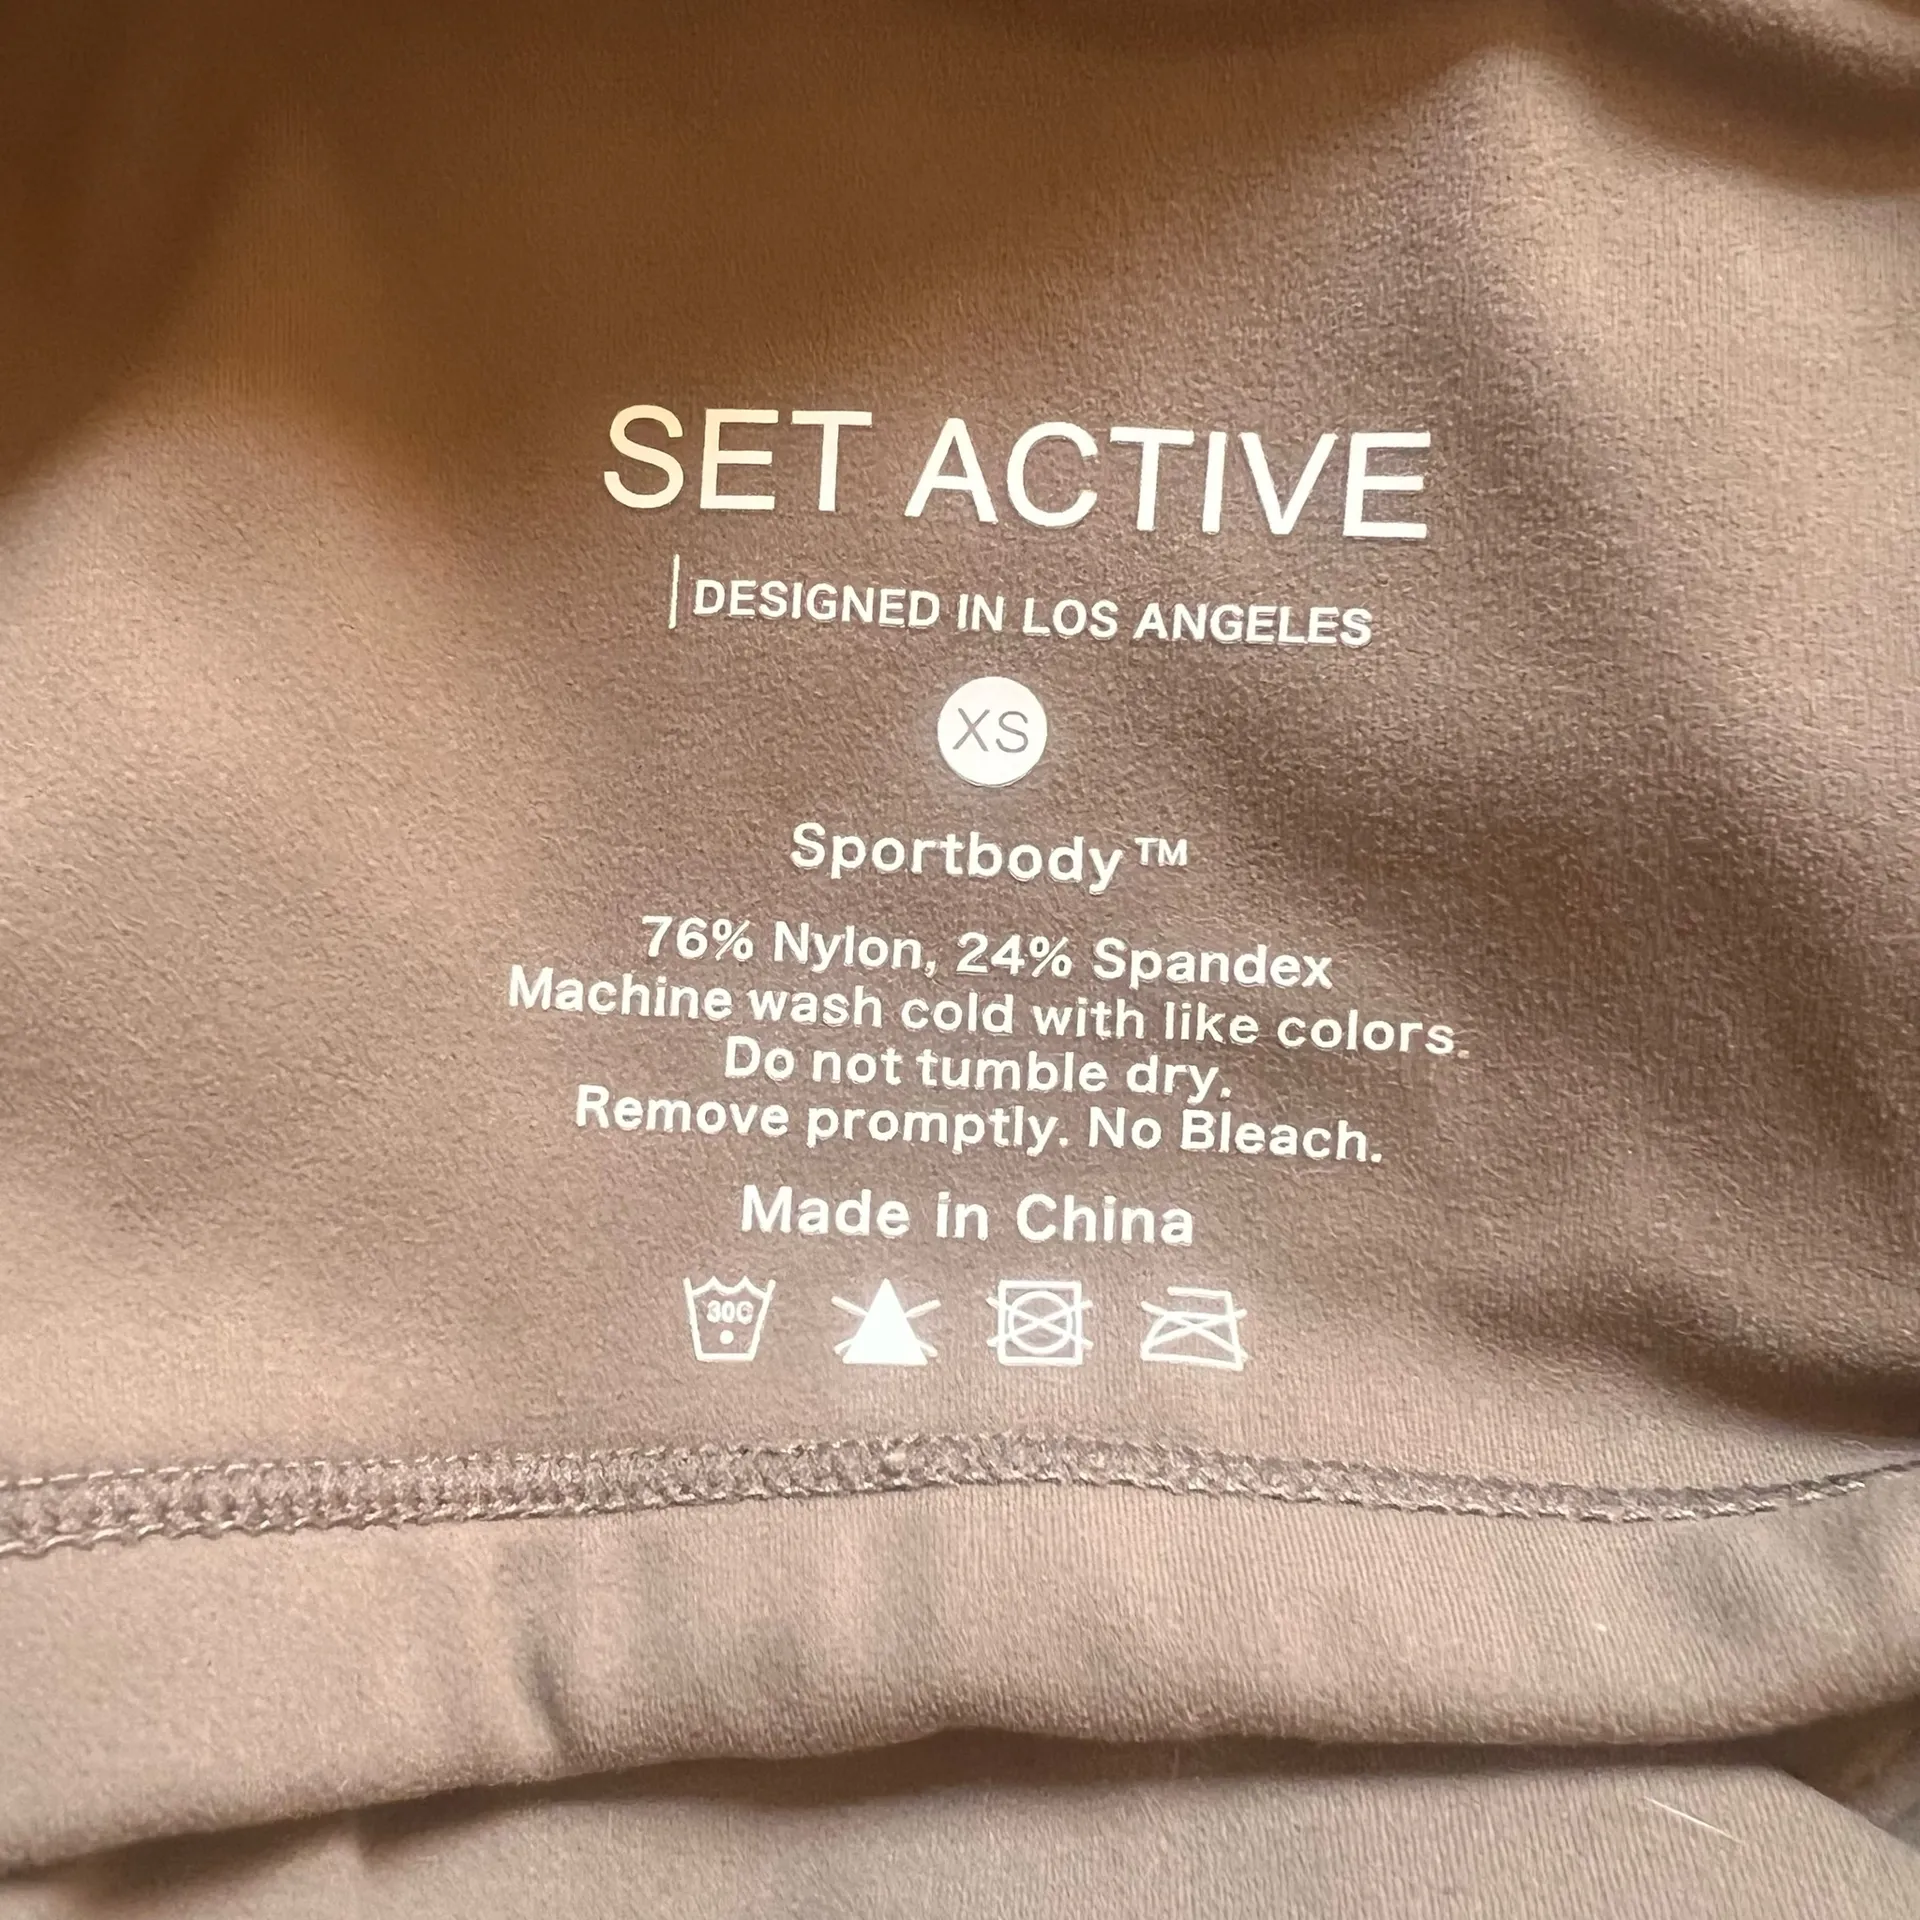 SET ACTIVE
DESIGNED IN LOS ANGELES
XS
Sportbody™
76% Nylon, 24% Spandex
Machine wash cold with like colors.
Do not tumble dry.
Remove promptly. No Bleach.
Made in China
30C